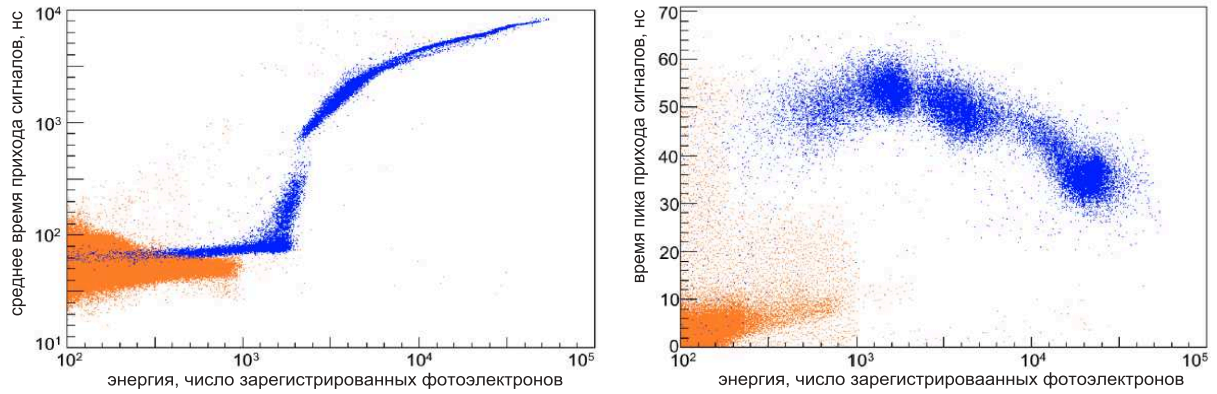 10⁴
10³
10²
10¹
среднее время прихода сигналов, нс
10² 10³ 10⁴ 10⁵
энергия, число зарегистрированных фотоэлектронов
70
60
50
40
30
20
10
0
время пика прихода сигналов, нс
10² 10³ 10⁴ 10⁵
энергия, число зарегистрироваанных фотоэлектронов